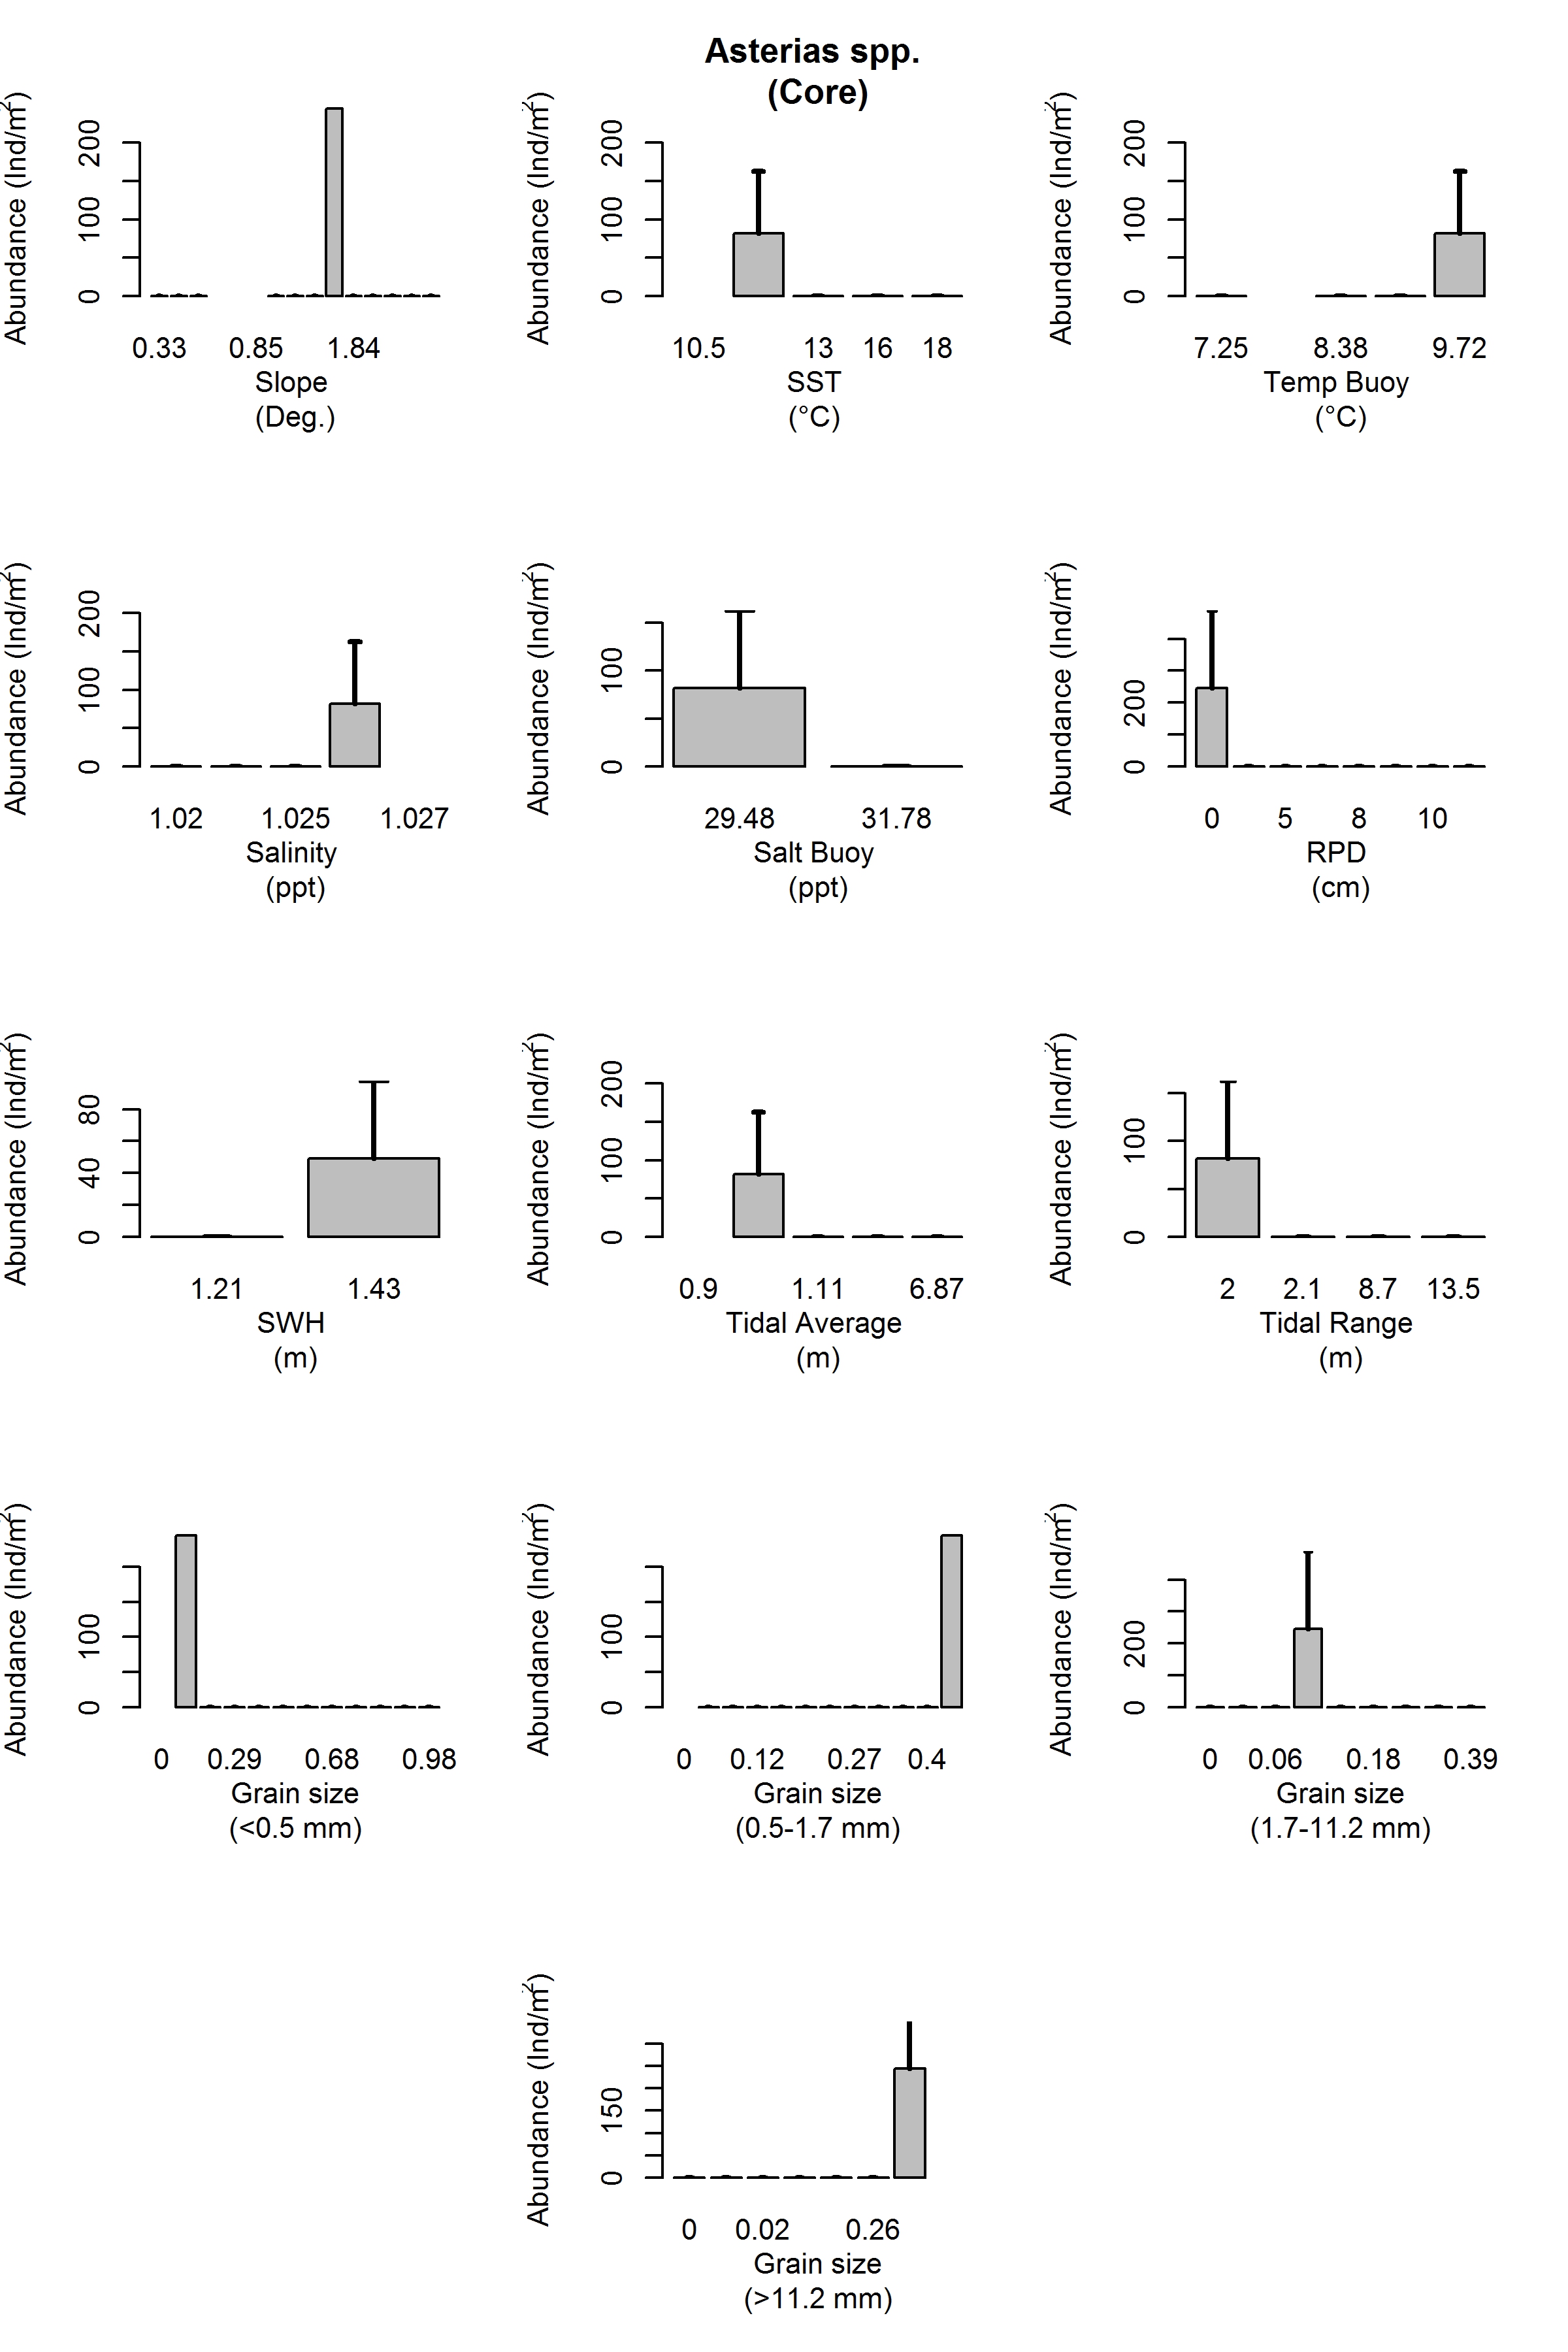 Asterias spp.
(Core)
Abundance (Ind/m²)
0 100 200
0.33 0.85 1.84
Slope
(Deg.)
Abundance (Ind/m²)
0 100 200
10.5 13 16 18
SST
(°C)
Abundance (Ind/m²)
0 100 200
7.25 8.38 9.72
Temp Buoy
(°C)
Abundance (Ind/m²)
0 100 200
1.02 1.025 1.027
Salinity
(ppt)
Abundance (Ind/m²)
0 100
29.48 31.78
Salt Buoy
(ppt)
Abundance (Ind/m²)
0 200
0 5 8 10
RPD
(cm)
Abundance (Ind/m²)
0 40 80
1.21 1.43
SWH
(m)
Abundance (Ind/m²)
0 100 200
0.9 1.11 6.87
Tidal Average
(m)
Abundance (Ind/m²)
0 100
2 2.1 8.7 13.5
Tidal Range
(m)
Abundance (Ind/m²)
0 100
0 0.29 0.68 0.98
Grain size
(<0.5 mm)
Abundance (Ind/m²)
0 100
0 0.12 0.27 0.4
Grain size
(0.5-1.7 mm)
Abundance (Ind/m²)
0 200
0 0.06 0.18 0.39
Grain size
(1.7-11.2 mm)
Abundance (Ind/m²)
0 150
0 0.02 0.26
Grain size
(>11.2 mm)